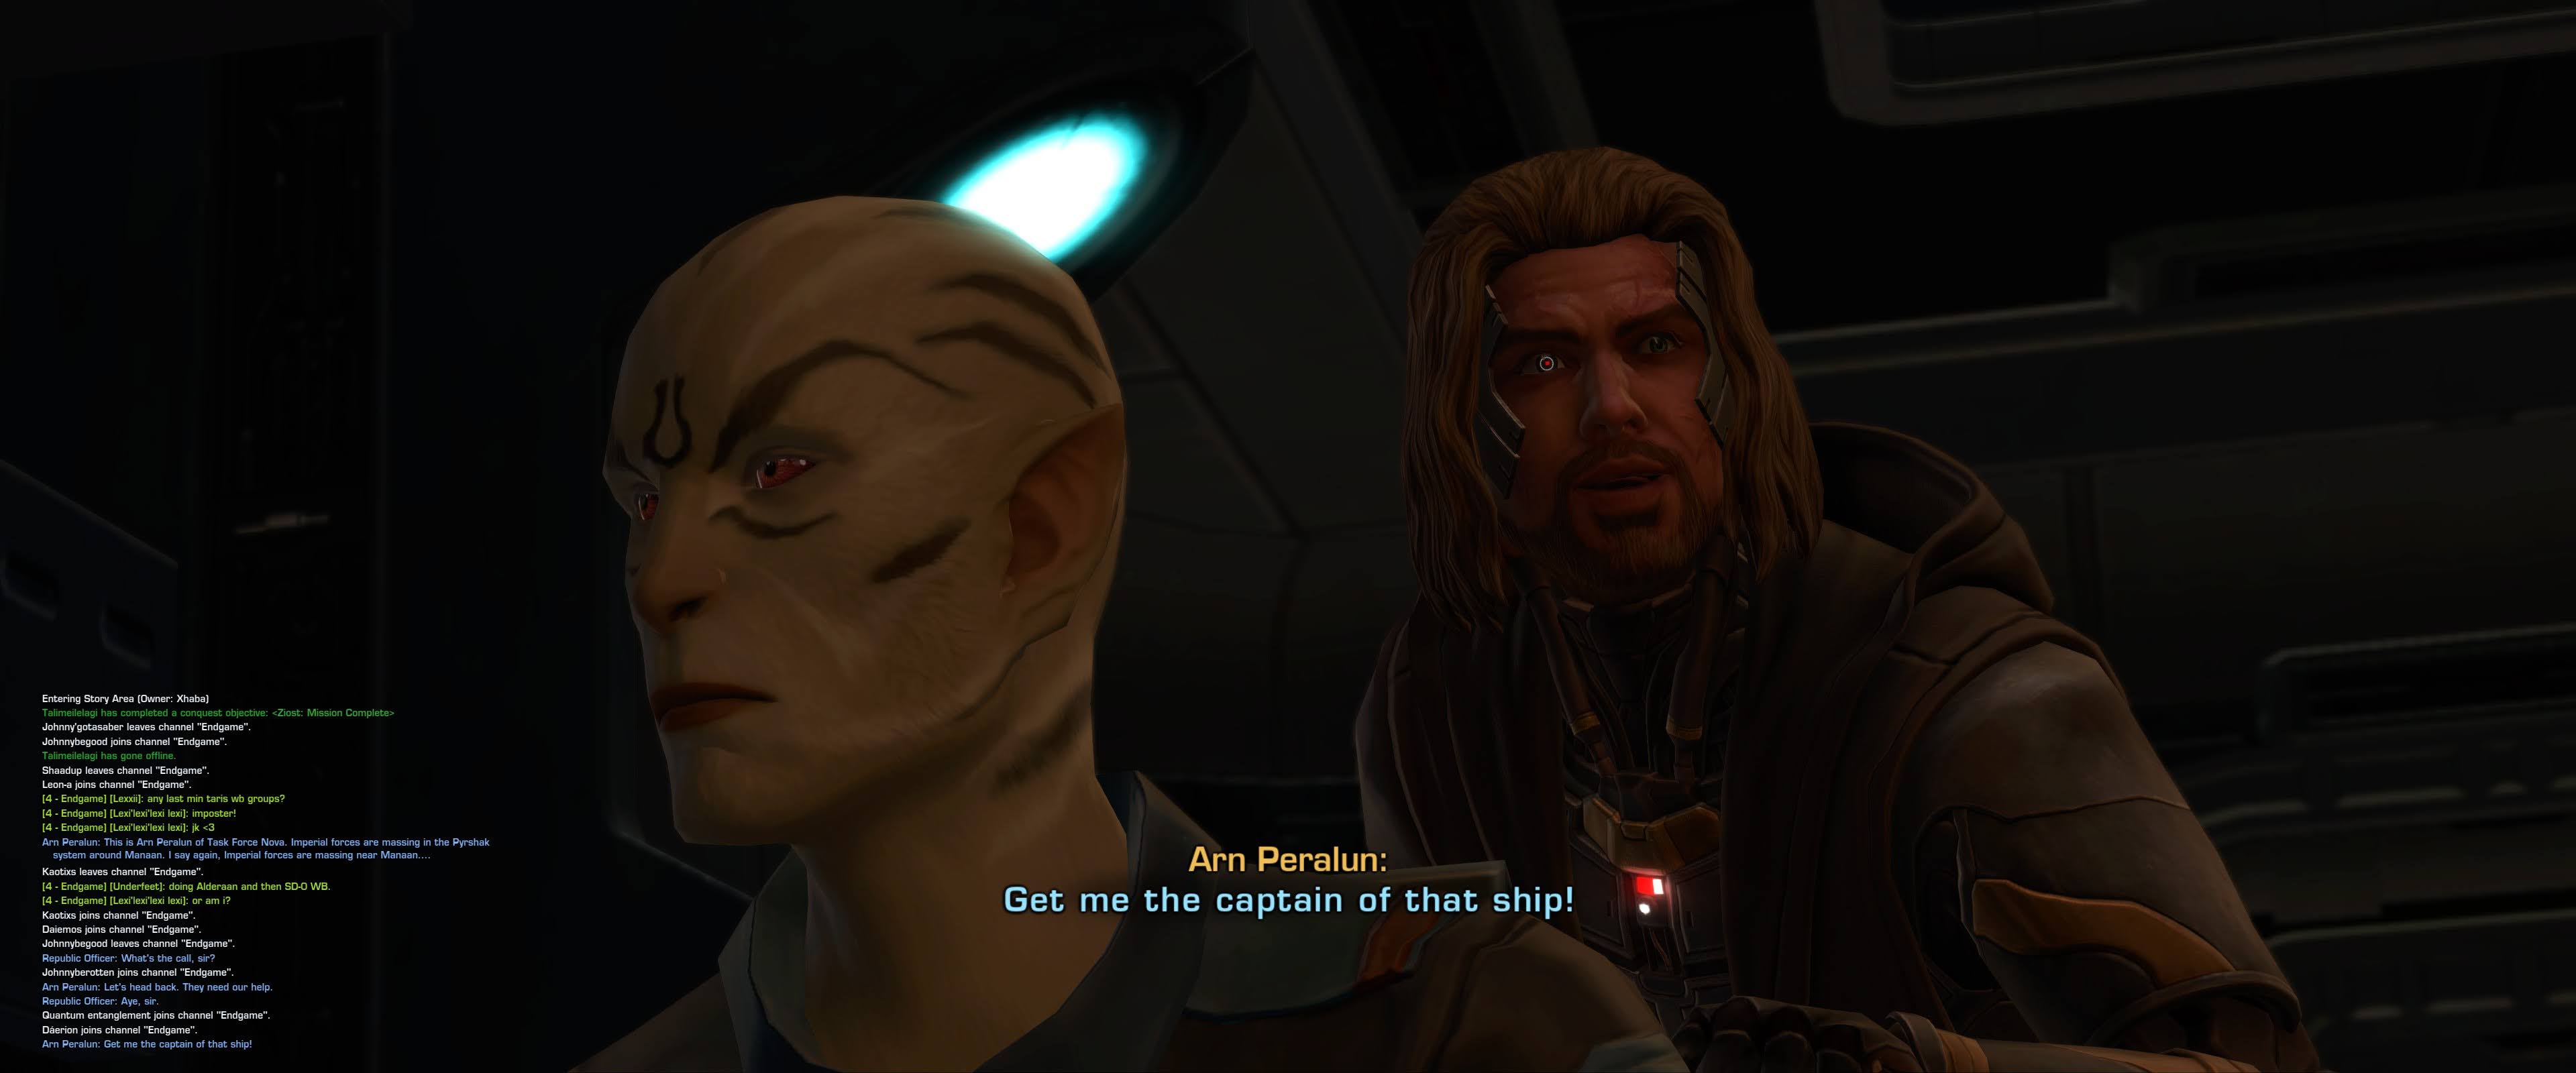 Entering Story Area (Owner: Xhaba)
Talimeilelagi has completed a conquest objective: <Ziost: Mission Complete>
Johnny'gotasaber leaves channel "Endgame".
Johnnybegood joins channel "Endgame".
Talimeilelagi has gone offline.
Shaadup leaves channel "Endgame".
Leon-a joins channel "Endgame".
[4 - Endgame] [Lexxii]: any last min taris wb groups?
[4 - Endgame] [Lexi'lexi'lexi lexi]: imposter!
[4 - Endgame] [Lexi'lexi'lexi lexi]: jk <3
Arn Peralun: This is Arn Peralun of Task Force Nova. Imperial forces are massing in the Pyrshak
system around Manaan. I say again, Imperial forces are massing near Manaan....
Kaotixs leaves channel "Endgame".
[4 - Endgame] [Underfeet]: doing Alderaan and then SD-0 WB.
[4 - Endgame] [Lexi'lexi'lexi lexi]: or am i?
Kaotixs joins channel "Endgame".
Daiemos joins channel "Endgame".
Johnnybegood leaves channel "Endgame".
Republic Officer: What's the call, sir?
Johnnyberotten joins channel "Endgame".
Arn Peralun: Let's head back. They need our help.
Republic Officer: Aye, sir.
Quantum entanglement joins channel "Endgame".
Dáerion joins channel "Endgame".
Arn Peralun: Get me the captain of that ship!
Arn Peralun:
Get me the captain of that ship!